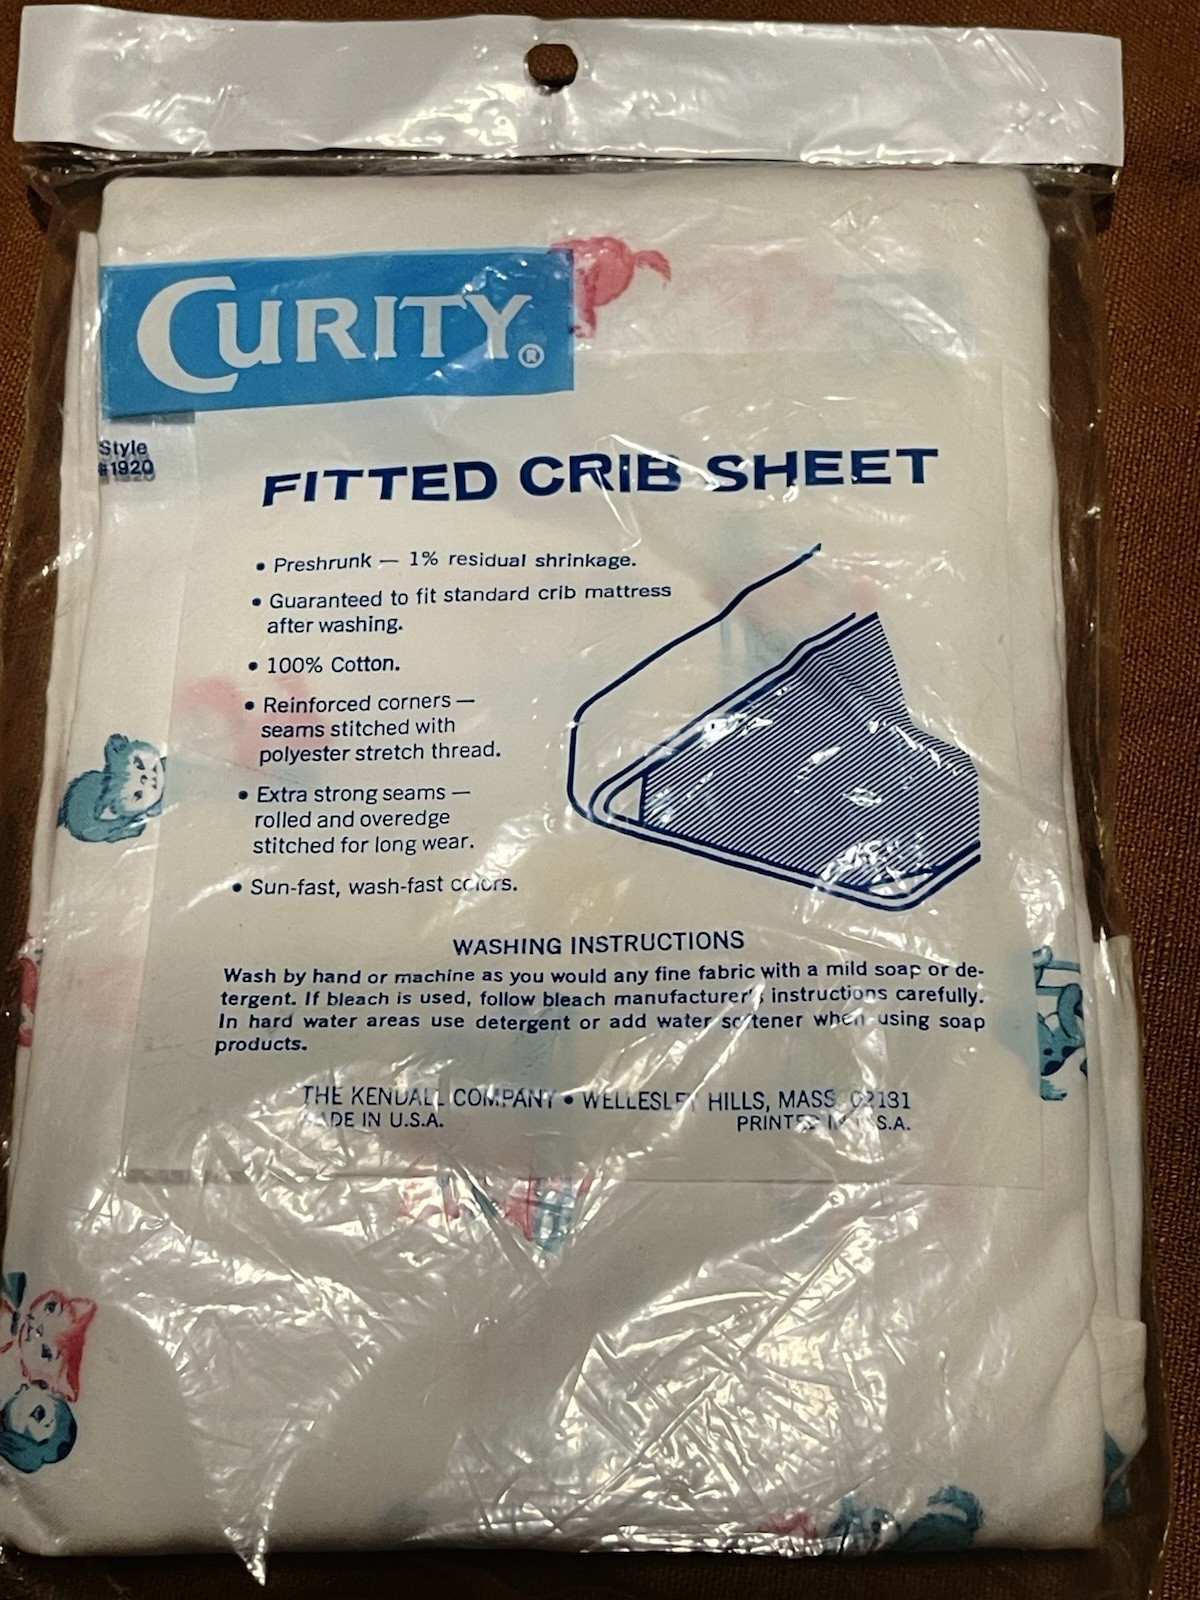 CURITY®
Style
#1920
FITTED CRIB SHEET
• Preshrunk — 1% residual shrinkage.
• Guaranteed to fit standard crib mattress
after washing.
• 100% Cotton.
• Reinforced corners —
seams stitched with
polyester stretch thread.
• Extra strong seams —
rolled and overedge
stitched for long wear.
• Sun-fast, wash-fast colors.
WASHING INSTRUCTIONS
Wash by hand or machine as you would any fine fabric with a mild soap or de-
tergent. If bleach is used, follow bleach manufacturer's instructions carefully.
In hard water areas use detergent or add water softener when using soap
products.
THE KENDALL COMPANY • WELLESLEY HILLS, MASS. 02181
MADE IN U.S.A.
PRINTED IN U.S.A.